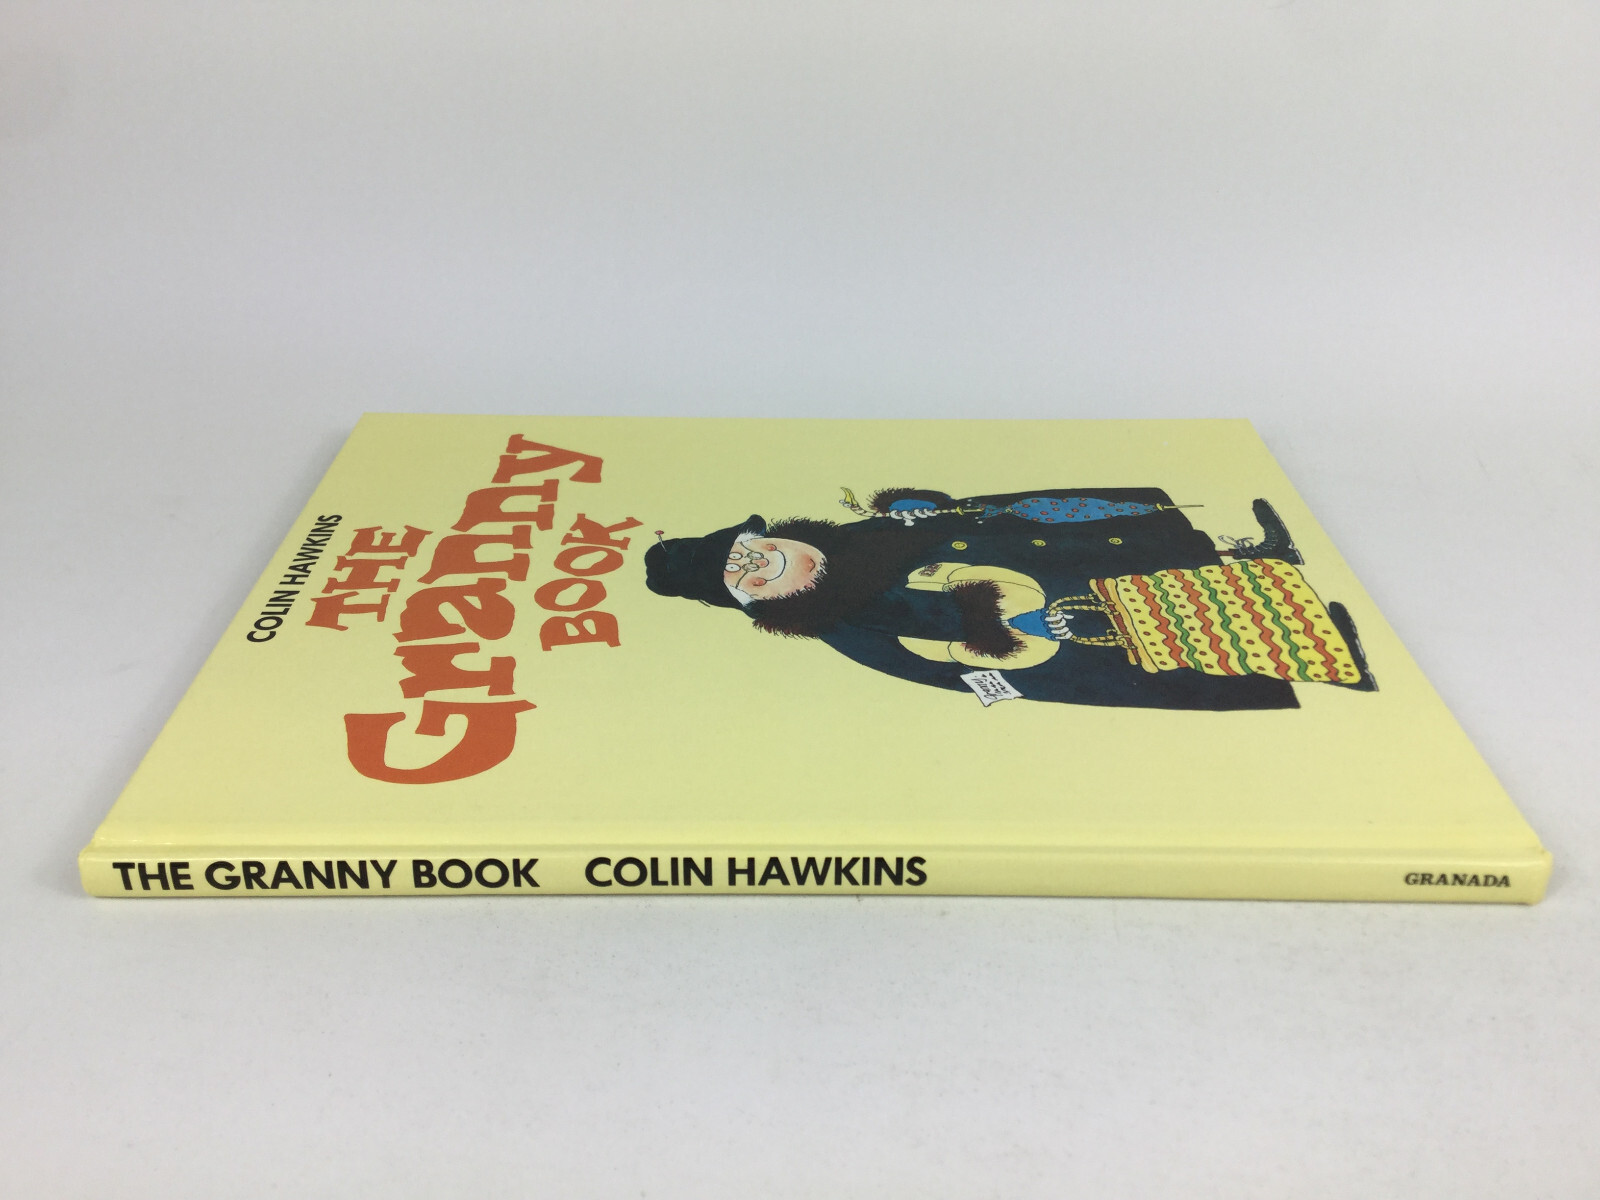 COLIN HAWKINS
THE
Granny
BOOK
THE GRANNY BOOK COLIN HAWKINS GRANADA